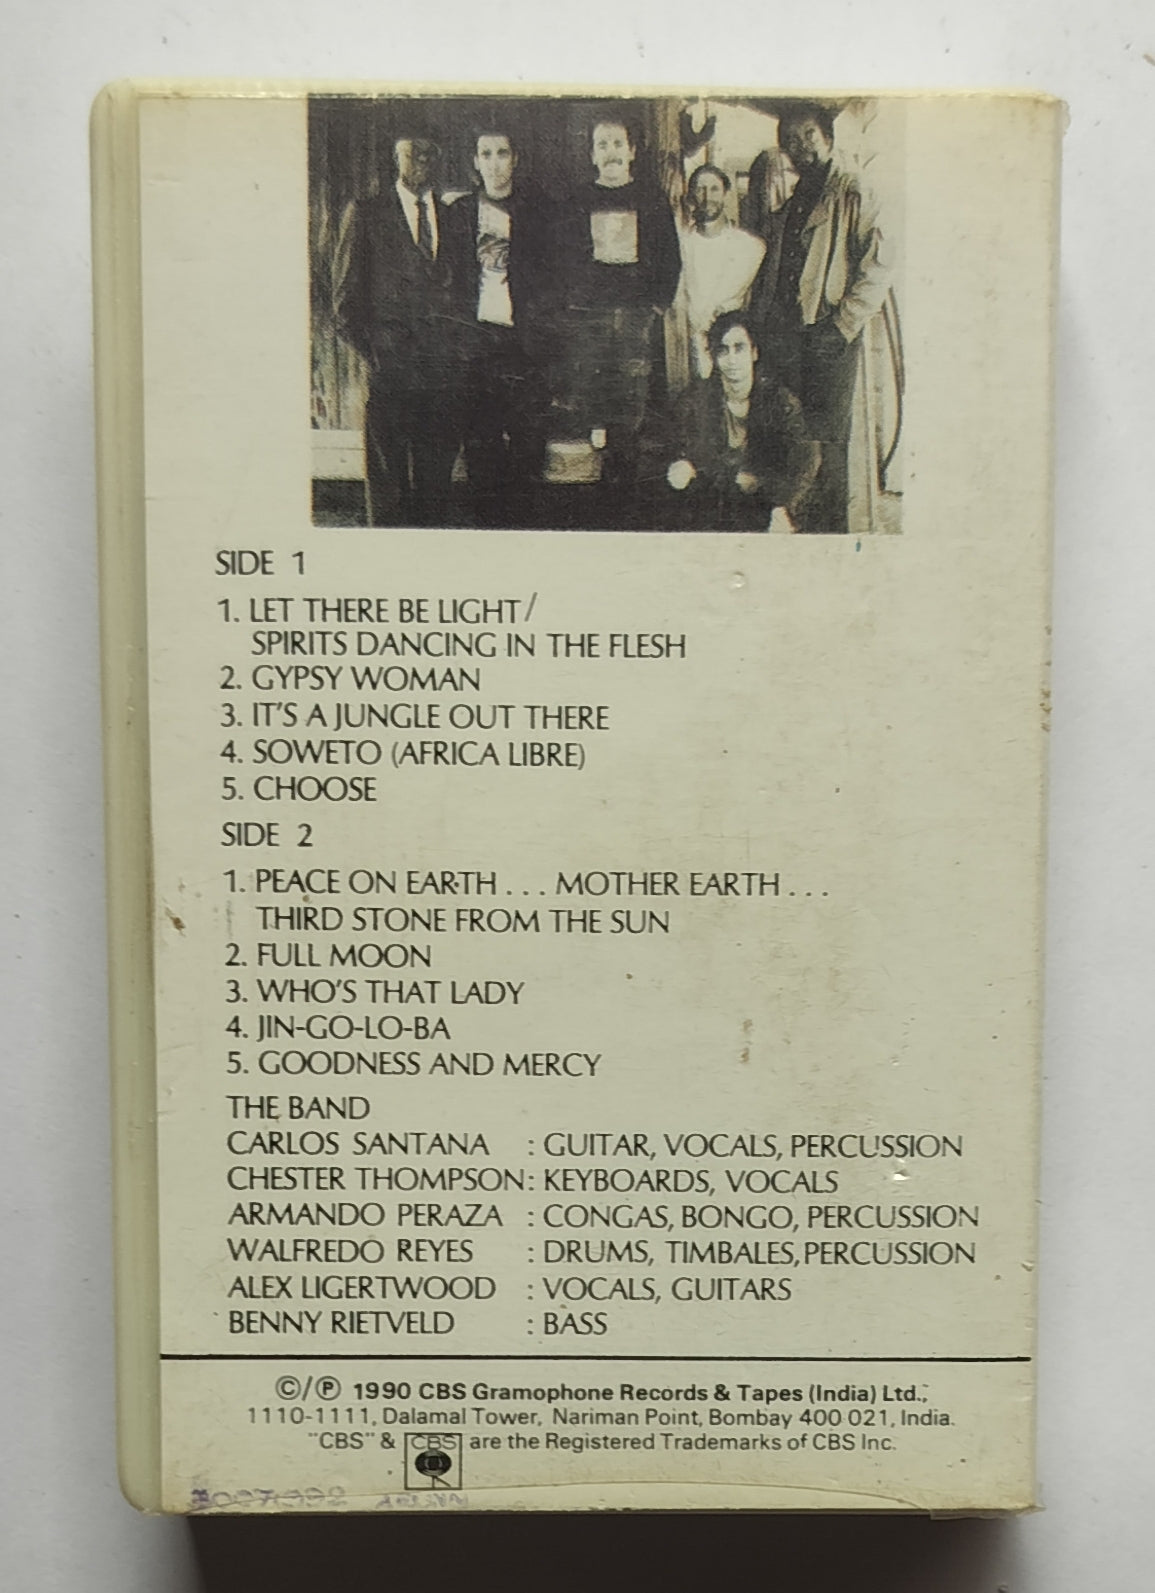 SIDE 1
1. LET THERE BE LIGHT/
SPIRITS DANCING IN THE FLESH
2. GYPSY WOMAN
3. IT'S A JUNGLE OUT THERE
4. SOWETO (AFRICA LIBRE)
5. CHOOSE
SIDE 2
1. PEACE ON EARTH . . . MOTHER EARTH . . .
THIRD STONE FROM THE SUN
2. FULL MOON
3. WHO'S THAT LADY
4. JIN-GO-LO-BA
5. GOODNESS AND MERCY
THE BAND
CARLOS SANTANA : GUITAR, VOCALS, PERCUSSION
CHESTER THOMPSON: KEYBOARDS, VOCALS
ARMANDO PERAZA : CONGAS, BONGO, PERCUSSION
WALFREDO REYES : DRUMS, TIMBALES, PERCUSSION
ALEX LIGERTWOOD : VOCALS, GUITARS
BENNY RIETVELD : BASS
©/℗ 1990 CBS Gramophone Records & Tapes (India) Ltd.,
1110-1111, Dalamal Tower, Nariman Point, Bombay 400 021, India.
"CBS" & CBS are the Registered Trademarks of CBS Inc.